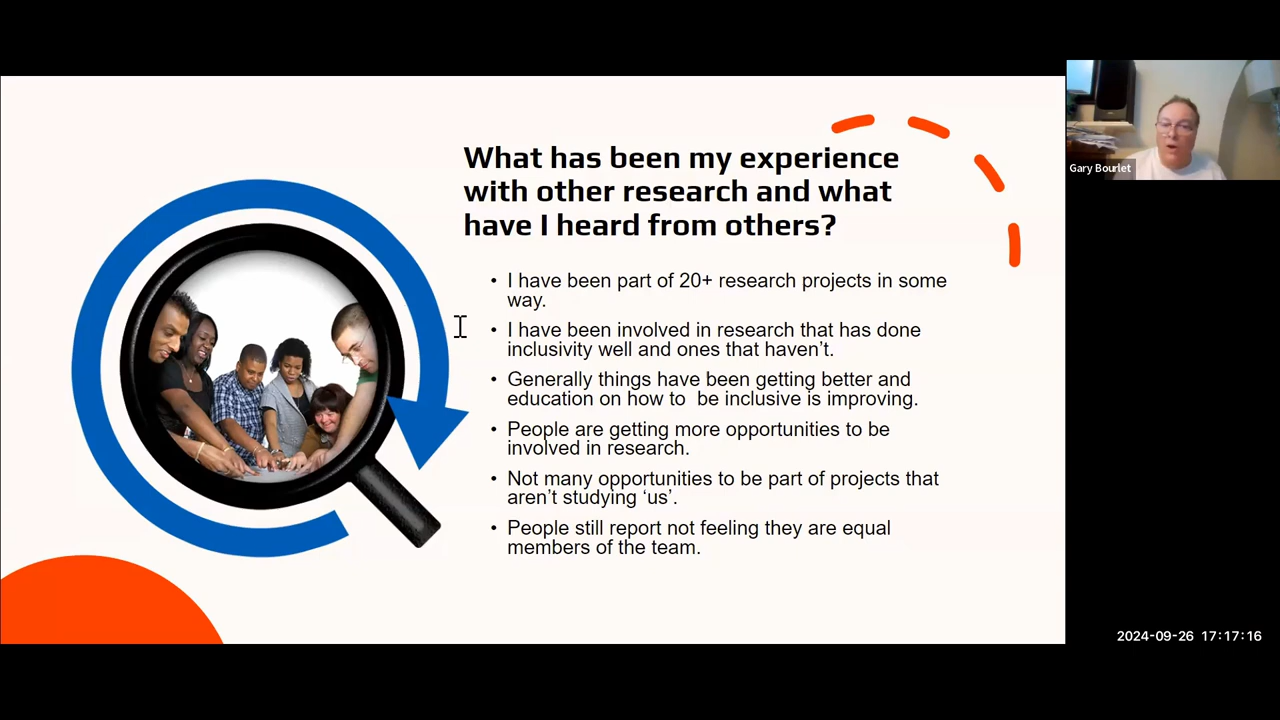 What has been my experience
with other research and what
have I heard from others?
• I have been part of 20+ research projects in some
way.
• I have been involved in research that has done
inclusivity well and ones that haven't.
• Generally things have been getting better and
education on how to  be inclusive is improving.
• People are getting more opportunities to be
involved in research.
• Not many opportunities to be part of projects that
aren't studying 'us'.
• People still report not feeling they are equal
members of the team.
Gary Bourlet
2024-09-26 17:17:16